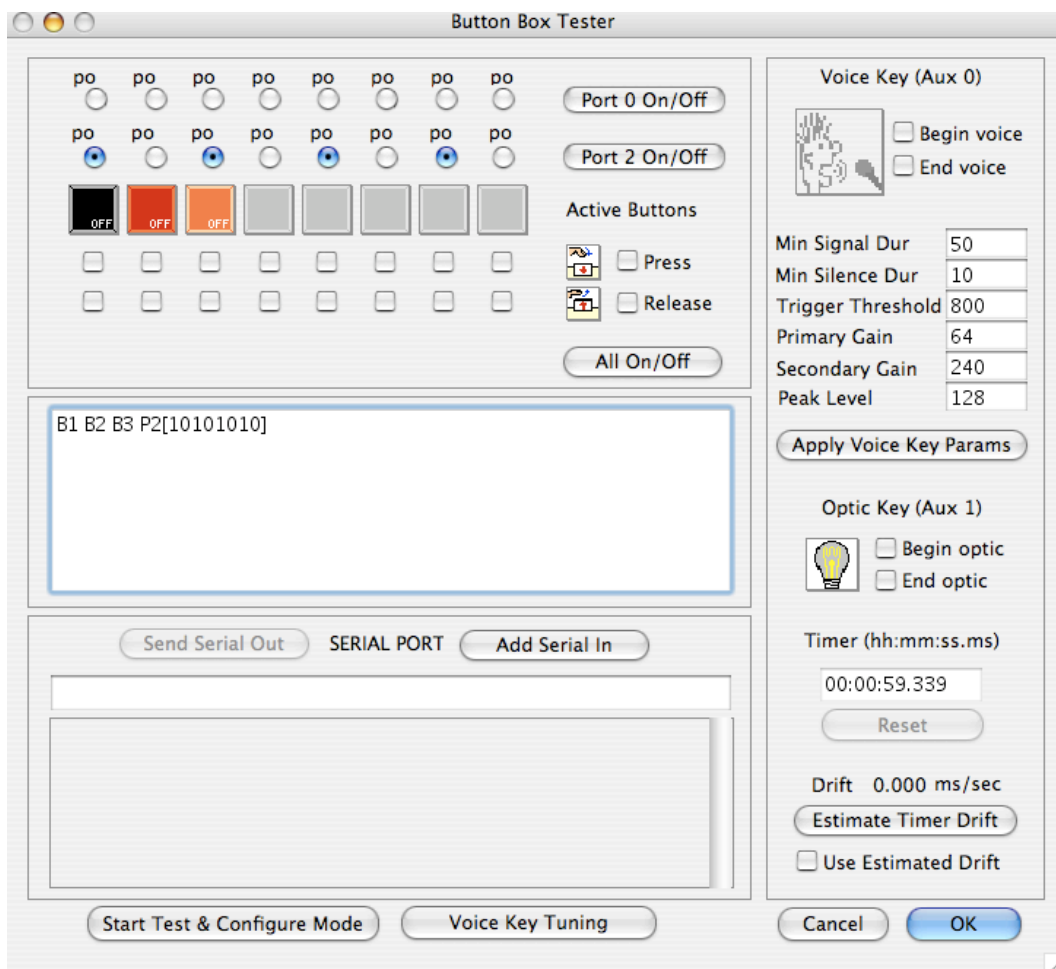 Button Box Tester
po po po po po po po po
Port 0 On/Off
po po po po po po po po
Port 2 On/Off
OFF OFF OFF
Active Buttons
Press
Release
All On/Off
B1 B2 B3 P2[10101010]
Send Serial Out SERIAL PORT Add Serial In
Start Test & Configure Mode Voice Key Tuning
Voice Key (Aux 0)
Begin voice
End voice
Min Signal Dur 50
Min Silence Dur 10
Trigger Threshold 800
Primary Gain 64
Secondary Gain 240
Peak Level 128
Apply Voice Key Params
Optic Key (Aux 1)
Begin optic
End optic
Timer (hh:mm:ss.ms)
00:00:59.339
Reset
Drift 0.000 ms/sec
Estimate Timer Drift
Use Estimated Drift
Cancel OK